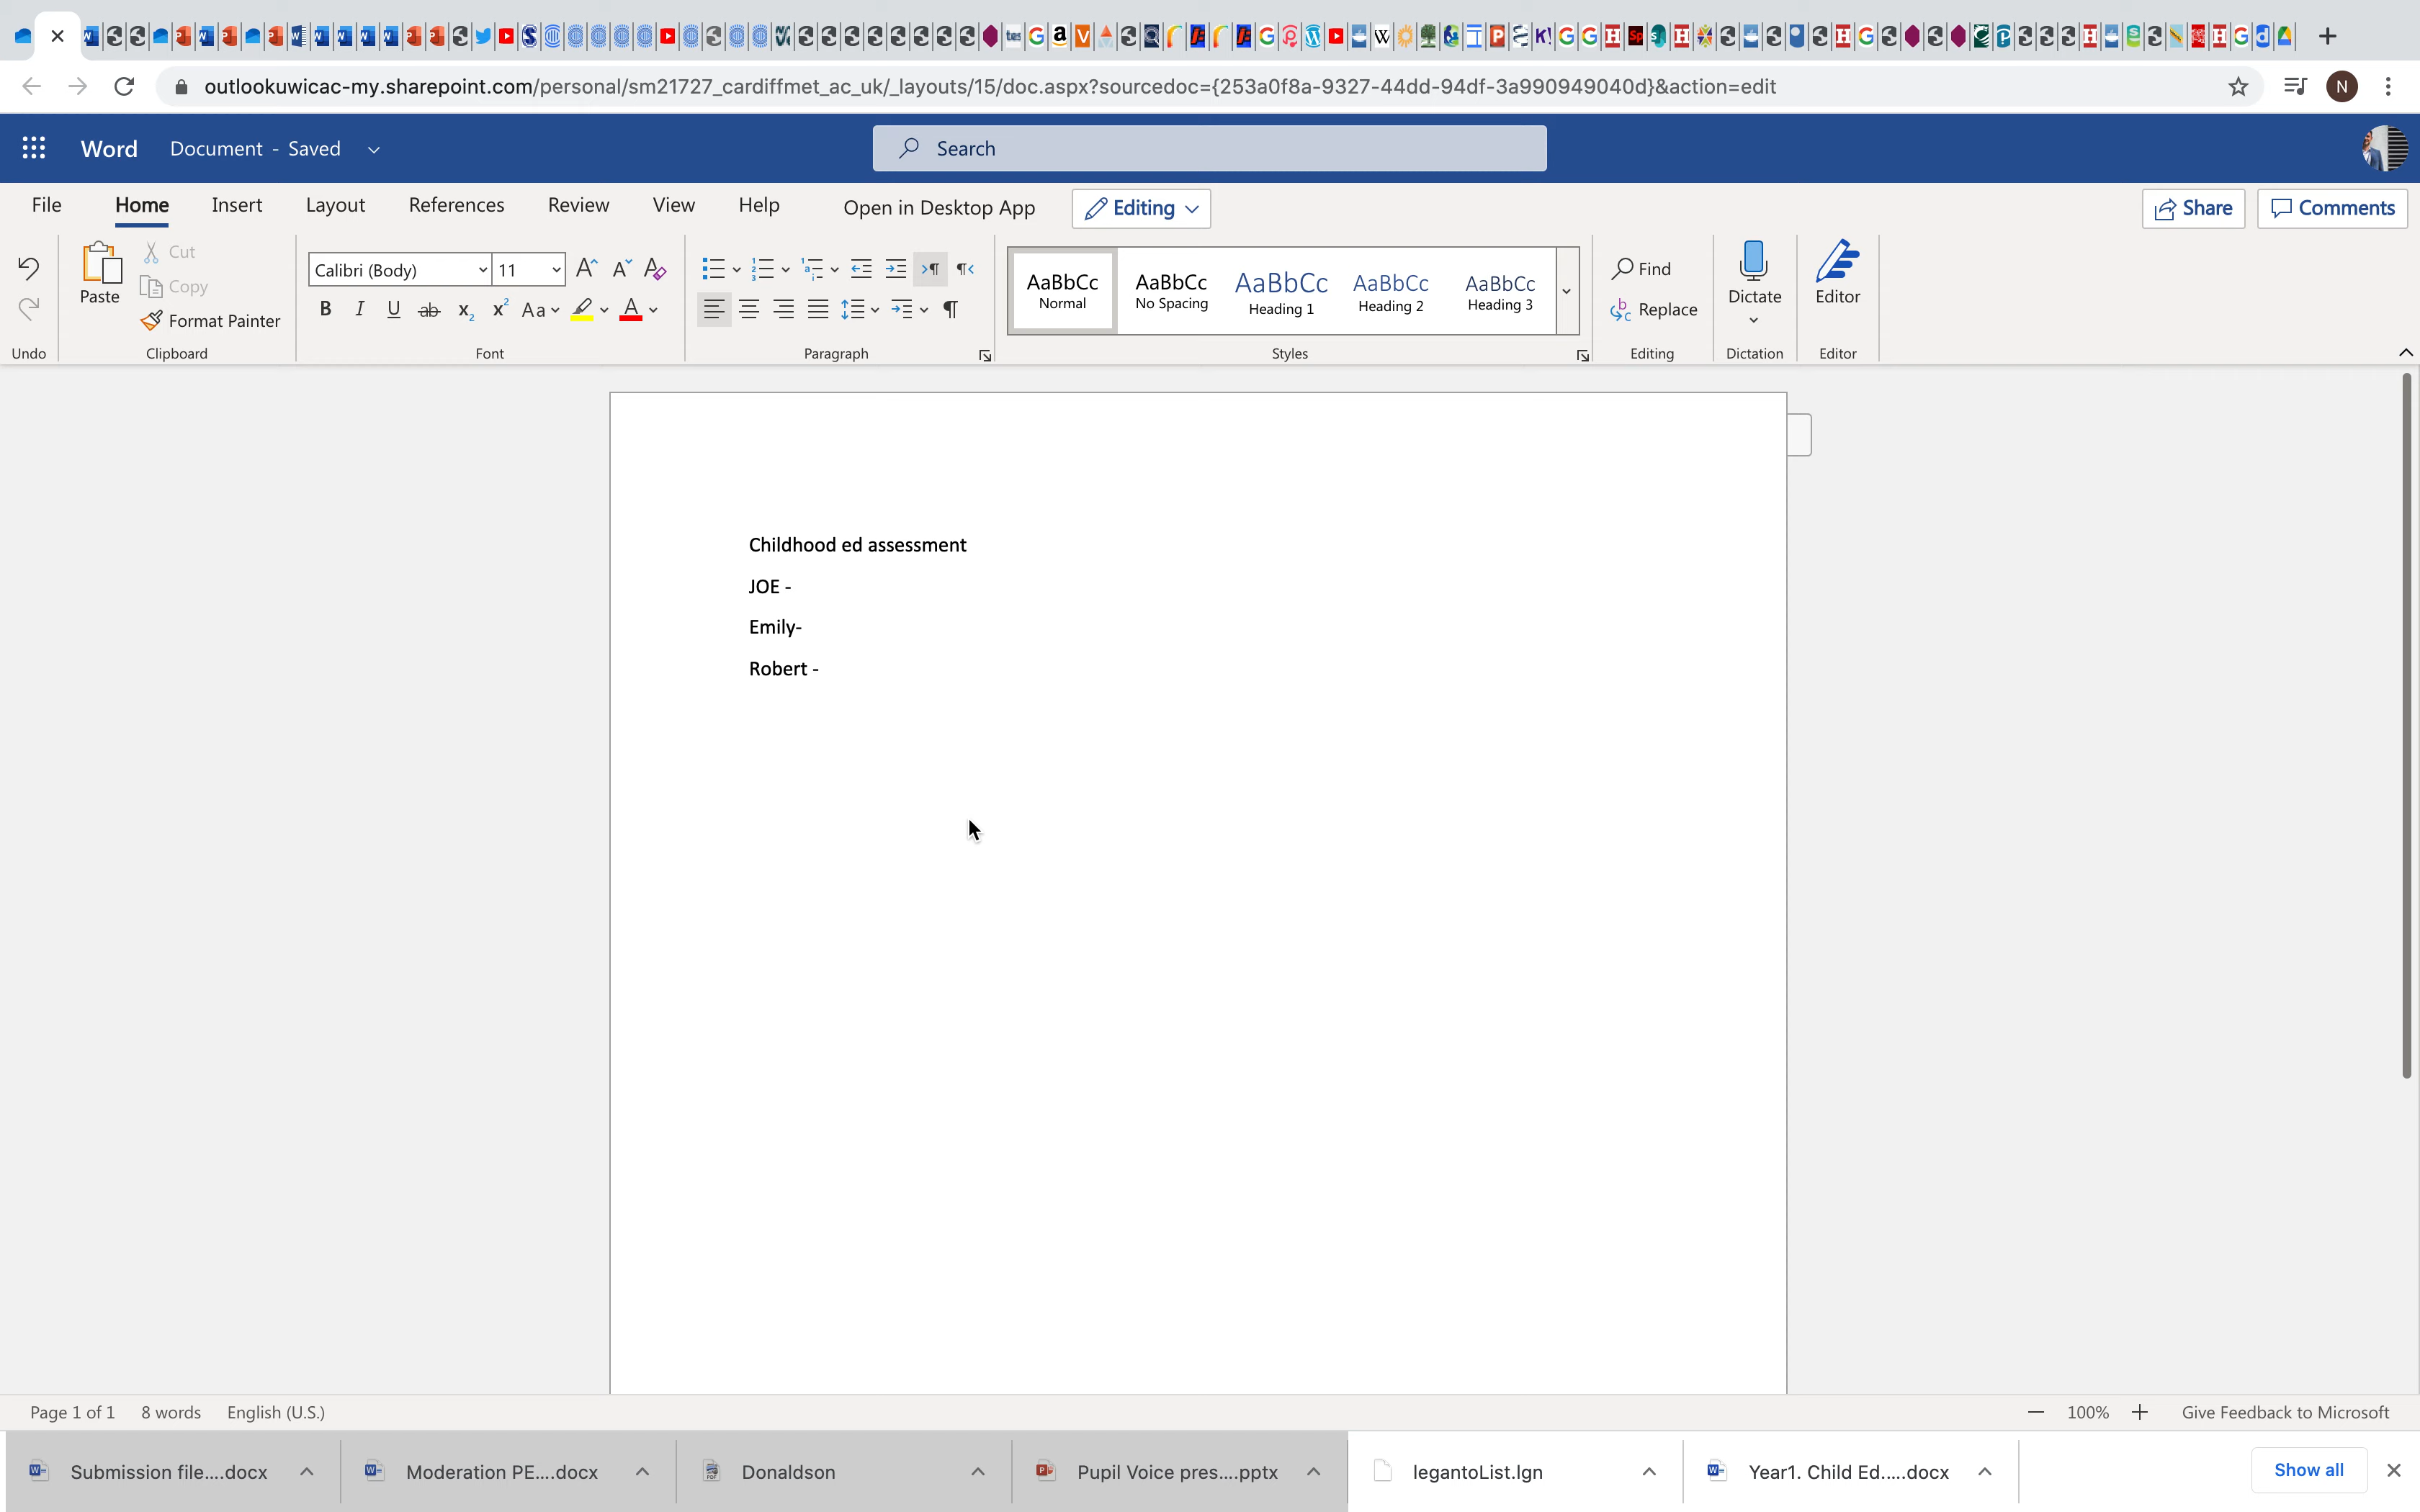 outlookuwicac-my.sharepoint.com/personal/sm21727_cardiffmet_ac_uk/_layouts/15/doc.aspx?sourcedoc={253a0f8a-9327-44dd-94df-3a990949040d}&action=edit
N
Word Document - Saved
Search
File Home Insert Layout References Review View Help Open in Desktop App Editing Share Comments
Paste Cut Copy Format Painter
Calibri (Body) 11
AaBbCc AaBbCc AaBbCc AaBbCc AaBbCc
Normal No Spacing Heading 1 Heading 2 Heading 3
Find
Replace
Dictate
Editor
Undo Clipboard Font Paragraph Styles Editing Dictation Editor
Childhood ed assessment
JOE -
Emily-
Robert -
Page 1 of 1 8 words English (U.S.) 100% Give Feedback to Microsoft
Submission file....docx Moderation PE....docx Donaldson Pupil Voice pres....pptx legantoList.lgn Year1. Child Ed.....docx Show all